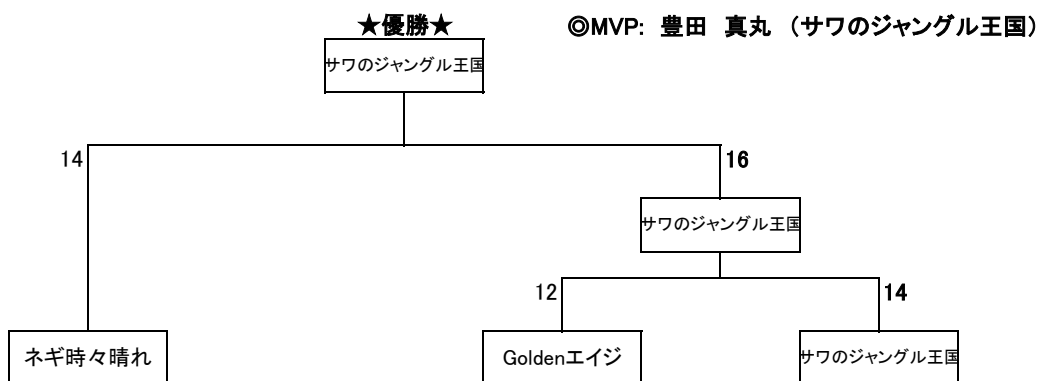 ★優勝★
◎MVP: 豊田　真丸　（サワのジャングル王国）
サワのジャングル王国
14
16
サワのジャングル王国
12
14
ネギ時々晴れ
Goldenエイジ
サワのジャングル王国